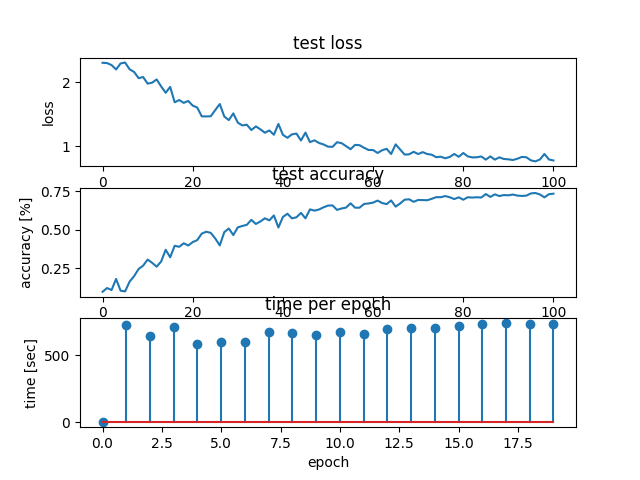 test loss
2
1
loss
0 20 40 60 80 100
test accuracy
0.75
0.50
0.25
accuracy [%]
0 20 40 60 80 100
time per epoch
500
0
time [sec]
0.0 2.5 5.0 7.5 10.0 12.5 15.0 17.5
epoch